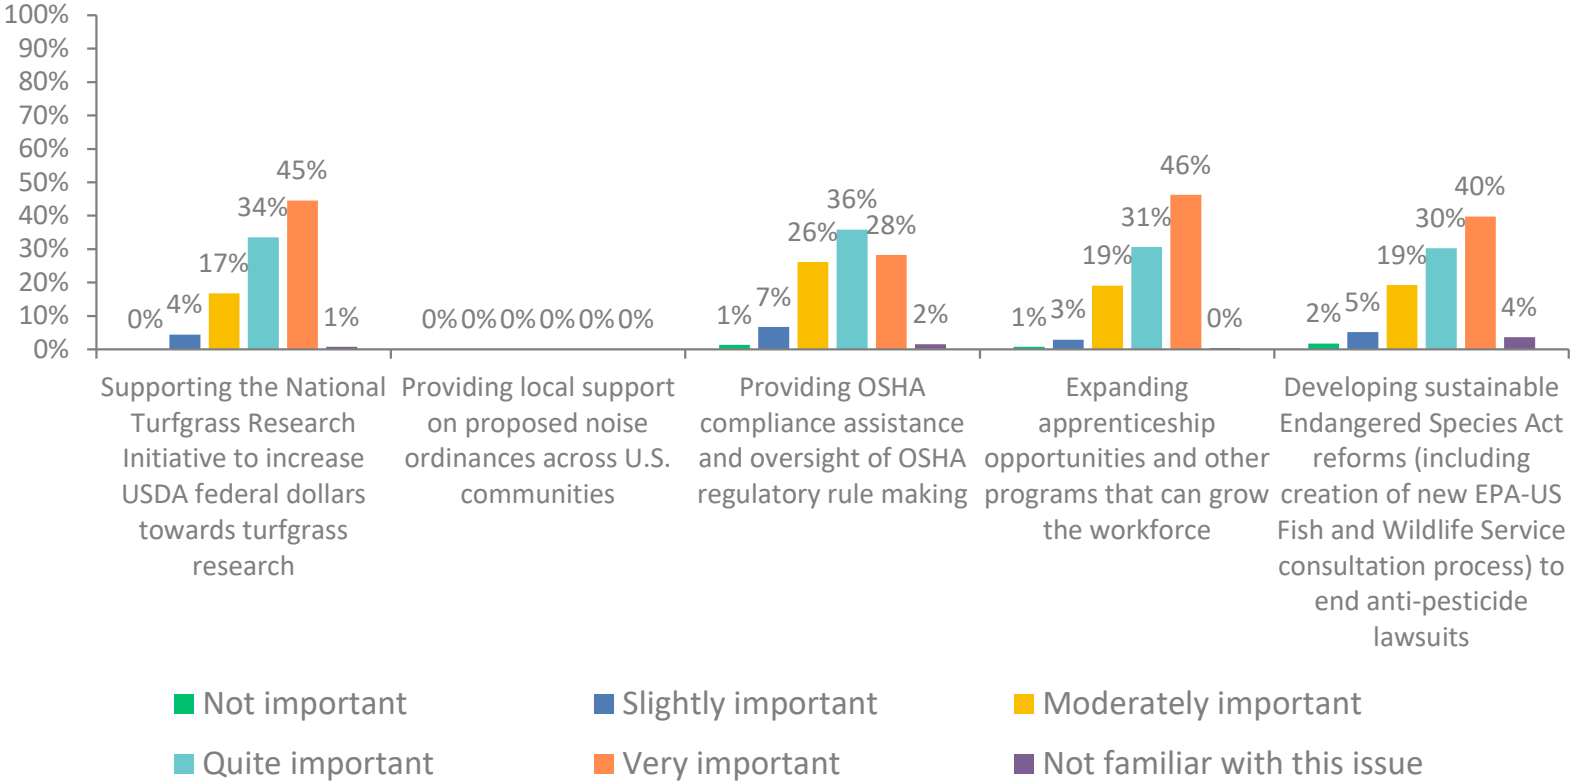 100%
90%
80%
70%
60%
50%
40%
30%
20%
10%
0%
0%
4%
17%
34%
45%
1%
0%
0%
0%
0%
0%
0%
1%
7%
26%
36%
28%
2%
1%
3%
19%
31%
46%
0%
2%
5%
19%
30%
40%
4%
Supporting the National
Turfgrass Research
Initiative to increase
USDA federal dollars
towards turfgrass
research
Providing local support
on proposed noise
ordinances across U.S.
communities
Providing OSHA
compliance assistance
and oversight of OSHA
regulatory rule making
Expanding
apprenticeship
opportunities and other
programs that can grow
the workforce
Developing sustainable
Endangered Species Act
reforms (including
creation of new EPA-US
Fish and Wildlife Service
consultation process) to
end anti-pesticide
lawsuits
Not important
Slightly important
Moderately important
Quite important
Very important
Not familiar with this issue